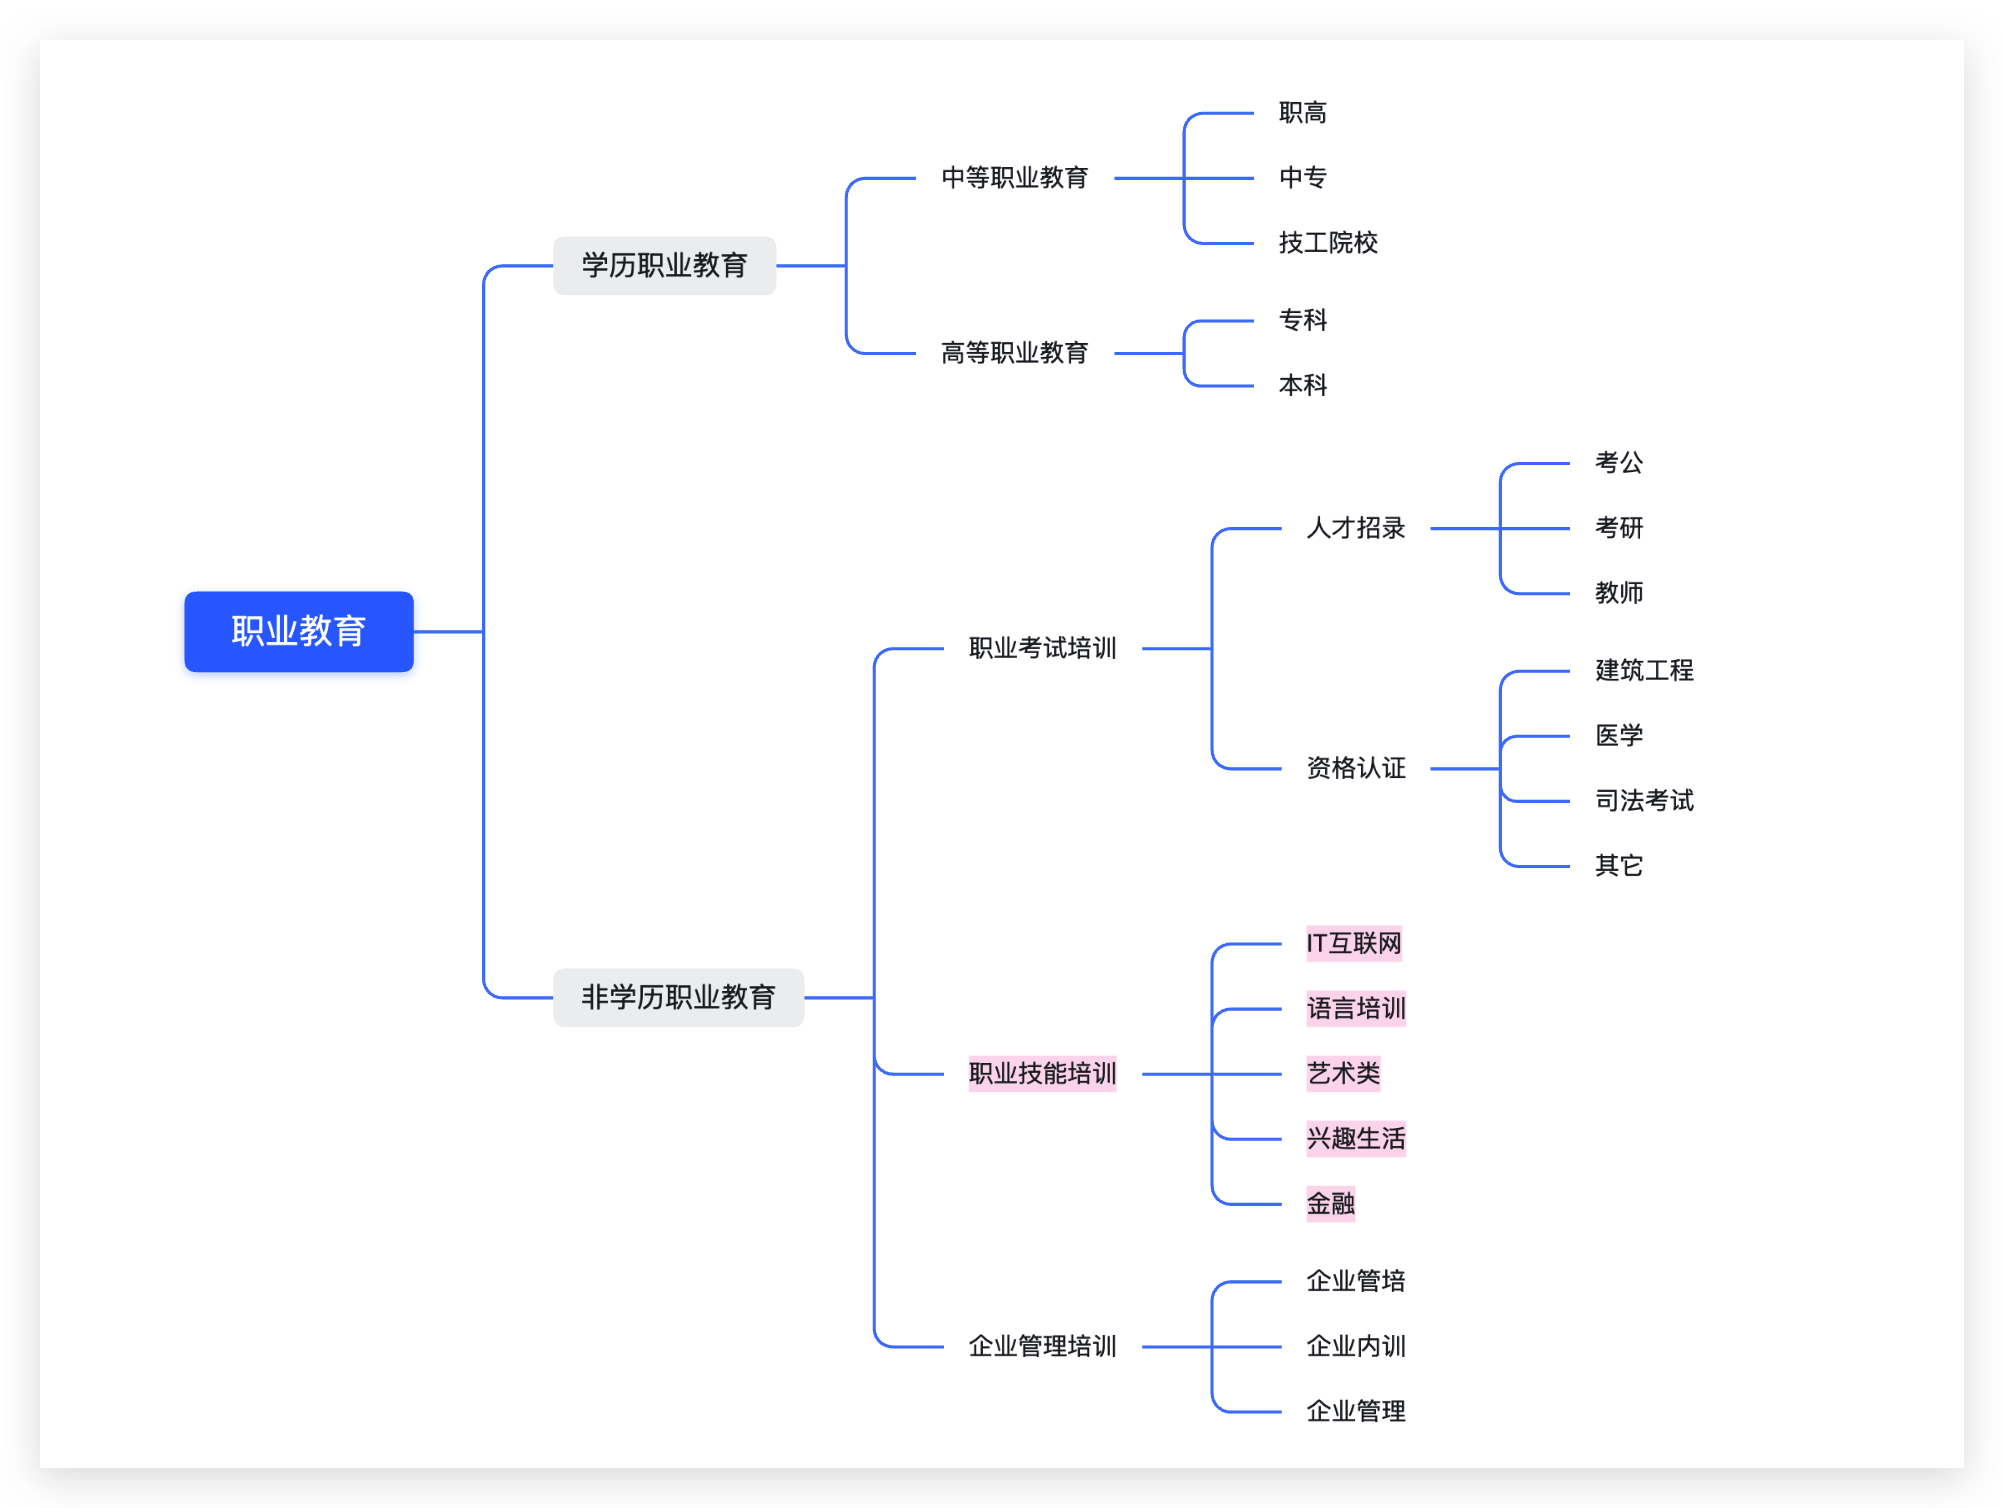 职业教育
学历职业教育
中等职业教育
职高
中专
技工院校
高等职业教育
专科
本科
非学历职业教育
职业考试培训
人才招录
考公
考研
教师
资格认证
建筑工程
医学
司法考试
其它
职业技能培训
IT互联网
语言培训
艺术类
兴趣生活
金融
企业管理培训
企业管培
企业内训
企业管理